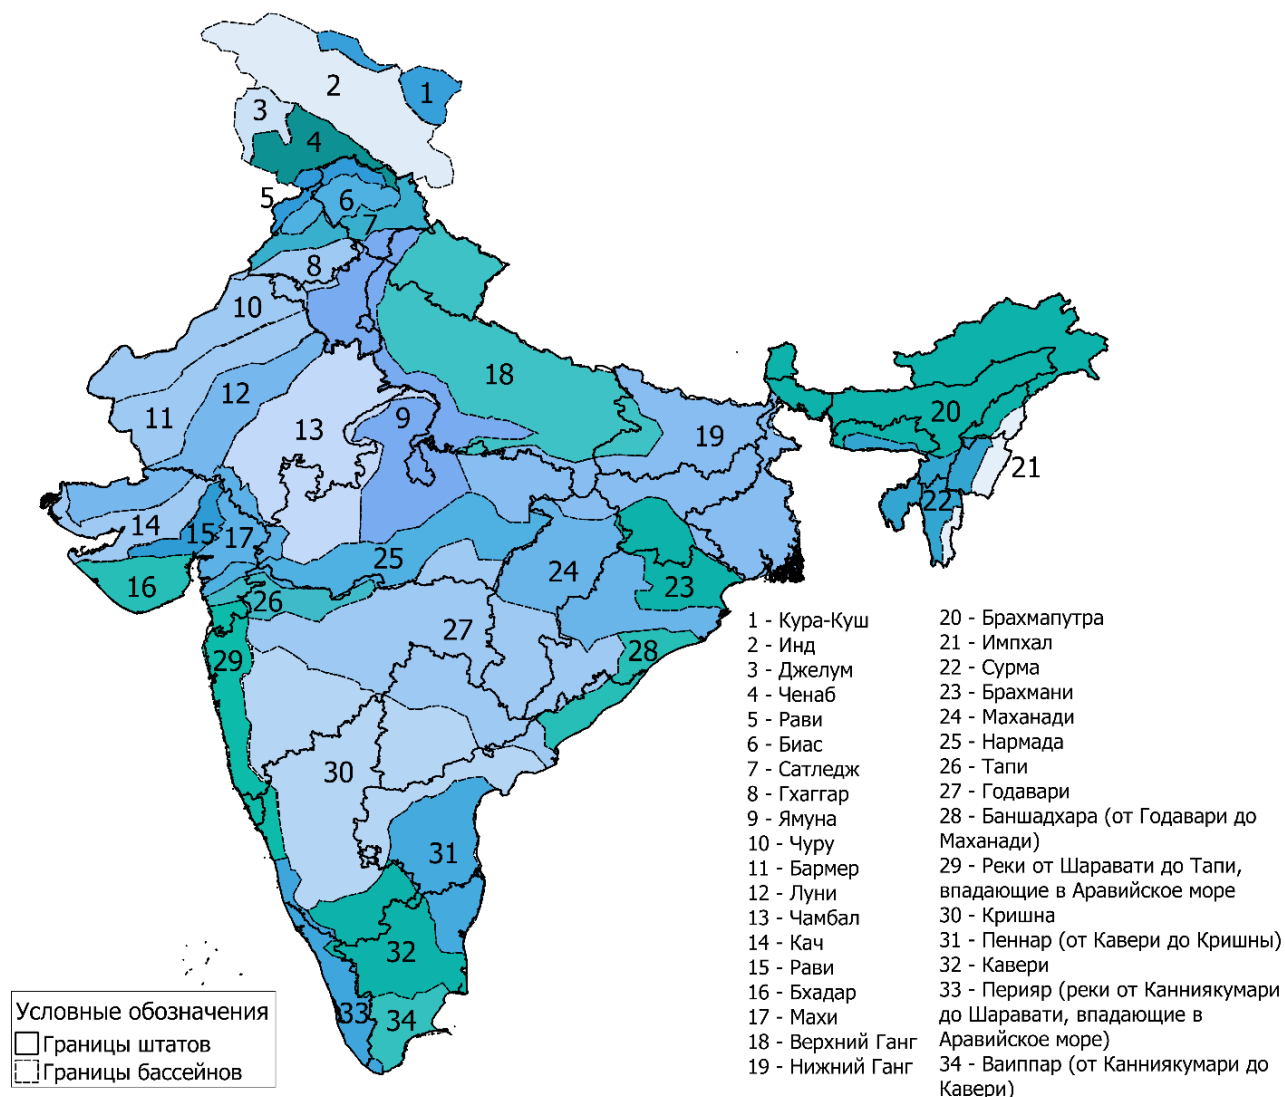 2
1
3
4
5
6
7
8
10
9
12
11
13
18
19
20
21
22
14
15
17
25
24
16
26
23
27
28
29
30
31
32
33
34
Условные обозначения
Границы штатов
Границы бассейнов
1 - Кура-Куш
2 - Инд
3 - Джелум
4 - Ченаб
5 - Рави
6 - Биас
7 - Сатледж
8 - Гхаггар
9 - Ямуна
10 - Чуру
11 - Бармер
12 - Луни
13 - Чамбал
14 - Кач
15 - Рави
16 - Бхадар
17 - Махи
18 - Верхний Ганг
19 - Нижний Ганг
20 - Брахмапутра
21 - Импхал
22 - Сурма
23 - Брахмани
24 - Маханади
25 - Нармада
26 - Тапи
27 - Годавари
28 - Баншадхара (от Годавари до
Маханади)
29 - Реки от Шаравати до Тапи,
впадающие в Аравийское море
30 - Кришна
31 - Пеннар (от Кавери до Кришны)
32 - Кавери
33 - Перияр (реки от Канниякумари
до Шаравати, впадающие в
Аравийское море)
34 - Ваиппар (от Канниякумари до
Кавери)